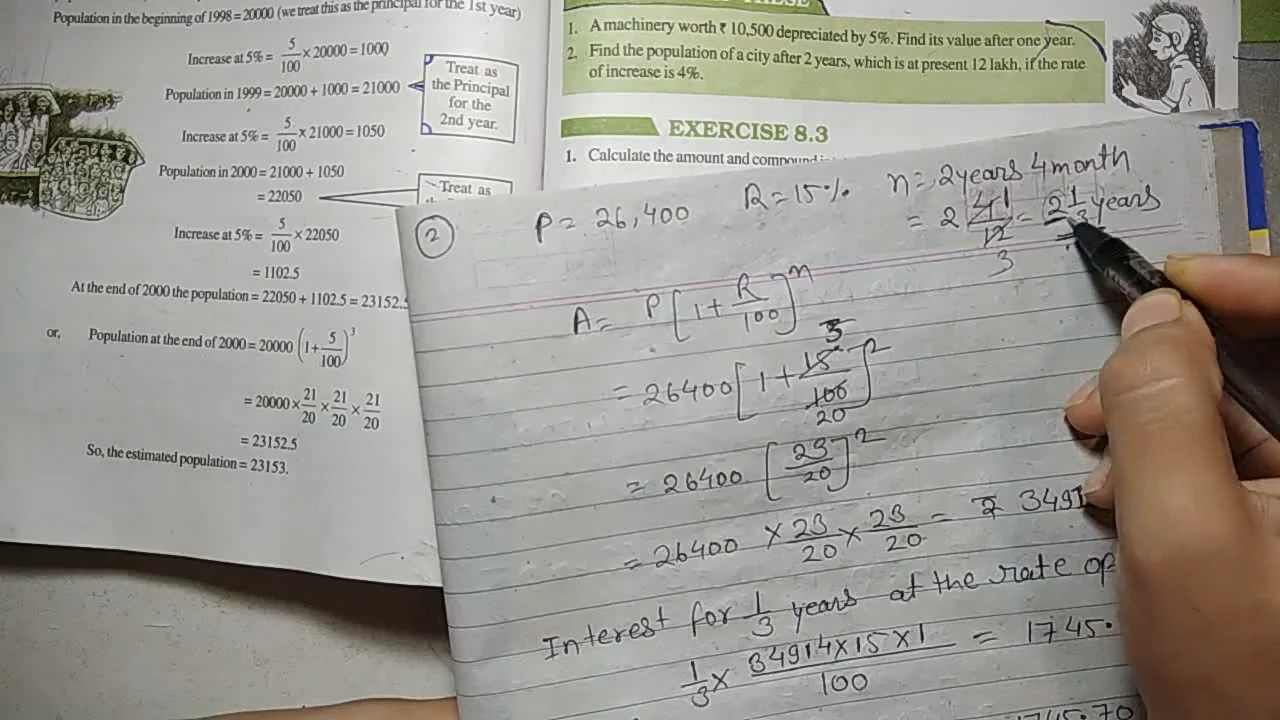 Population in the beginning of 1998 = 20000 (we treat this as the principal for the 1st year)
Increase at 5% = 5/100 × 20000 = 1000
Population in 1999 = 20000 + 1000 = 21000
Treat as
the Principal
for the
2nd year.
Increase at 5% = 5/100 × 21000 = 1050
Population in 2000 = 21000 + 1050
= 22050
Treat as
Increase at 5% = 5/100 × 22050
= 1102.5
At the end of 2000 the population = 22050 + 1102.5 = 23152.5
or, Population at the end of 2000 = 20000 (1 + 5/100)³
= 20000 × 21/20 × 21/20 × 21/20
= 23152.5
So, the estimated population = 23153.
1. A machinery worth ₹ 10,500 depreciated by 5%. Find its value after one year.
2. Find the population of a city after 2 years, which is at present 12 lakh, if the rate
of increase is 4%.
EXERCISE 8.3
1. Calculate the amount and compound
② P = 26,400 R = 15% n = 2 years 4 month
= 2 4/12 1/3 = 2 1/3 years
A = P[1 + R/100]ⁿ
= 26400[1 + 15/100 3/20]²
= 26400 [23/20]²
= 26400 × 23/20 × 23/20 = ₹ 3491
Interest for 1/3 years at the rate of
1/3 × 34914×15×1/100 = 1745.
1745.70